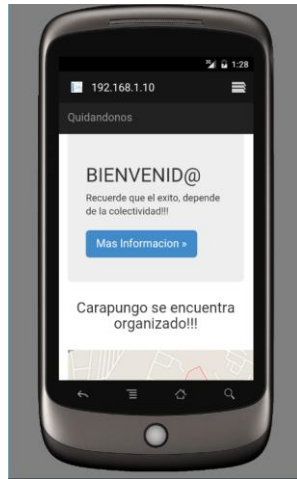 1:28
192.168.1.10
Quidandonos
BIENVENID@
Recuerde que el exito, depende
de la colectividad!!!
Mas Informacion »
Carapungo se encuentra
organizado!!!